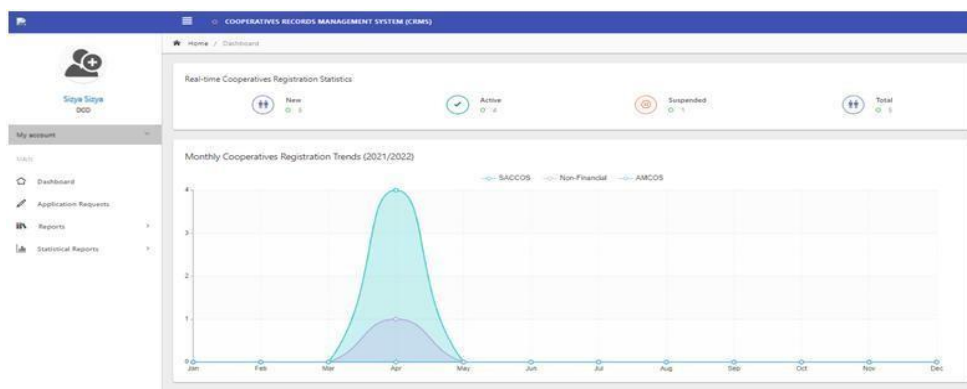 COOPERATIVES RECORDS MANAGEMENT SYSTEM (CRMS)
Home / Dashboard
Sizya Sizya
DCO
My account
MAIN
Dashboard
Application Requests
Reports
Statistical Reports
Real-time Cooperatives Registration Statistics
New
Active
Suspended
Total
Monthly Cooperatives Registration Trends (2021/2022)
SACCOS Non-Financial AMCOS
4
3
2
1
0
Jan Feb Mar Apr May Jun Jul Aug Sep Oct Nov Dec